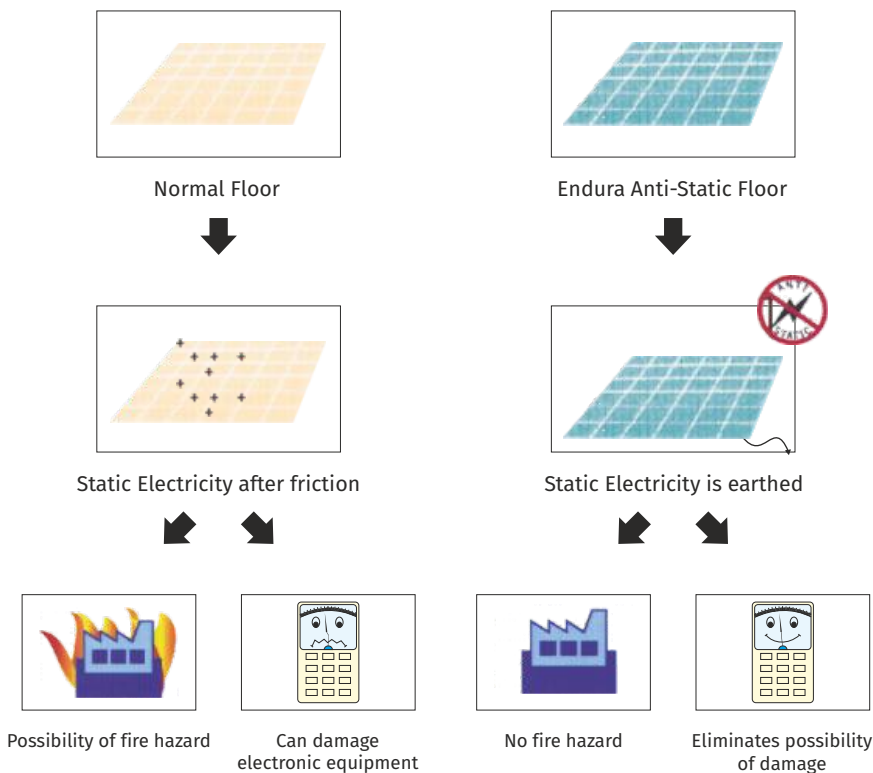 Normal Floor
Endura Anti-Static Floor
ANTI
STATIC
Static Electricity after friction
Static Electricity is earthed
Possibility of fire hazard
Can damage
electronic equipment
No fire hazard
Eliminates possibility
of damage